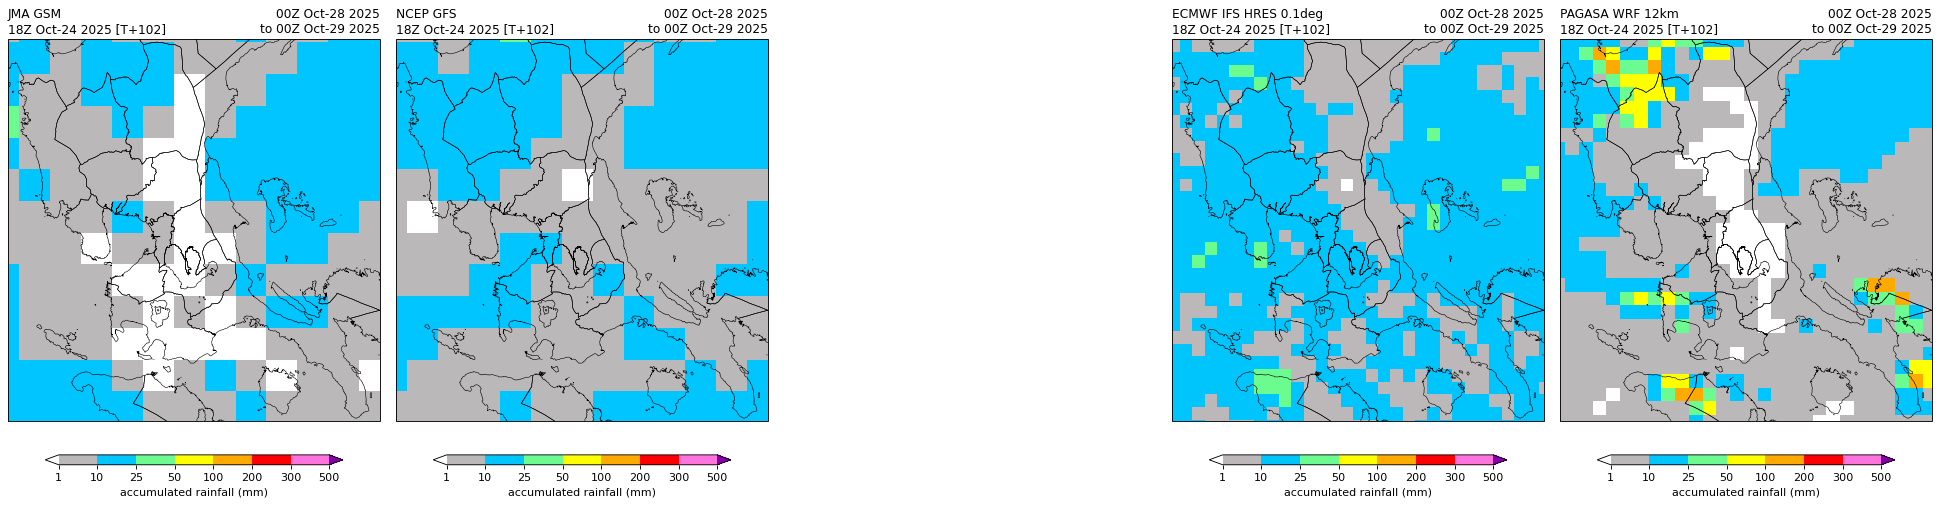 JMA GSM 00Z Oct-28 2025
18Z Oct-24 2025 [T+102] to 00Z Oct-29 2025
1 10 25 50 100 200 300 500
accumulated rainfall (mm)
NCEP GFS 00Z Oct-28 2025
18Z Oct-24 2025 [T+102] to 00Z Oct-29 2025
1 10 25 50 100 200 300 500
accumulated rainfall (mm)
ECMWF IFS HRES 0.1deg 00Z Oct-28 2025
18Z Oct-24 2025 [T+102] to 00Z Oct-29 2025
1 10 25 50 100 200 300 500
accumulated rainfall (mm)
PAGASA WRF 12km 00Z Oct-28 2025
18Z Oct-24 2025 [T+102] to 00Z Oct-29 2025
1 10 25 50 100 200 300 500
accumulated rainfall (mm)